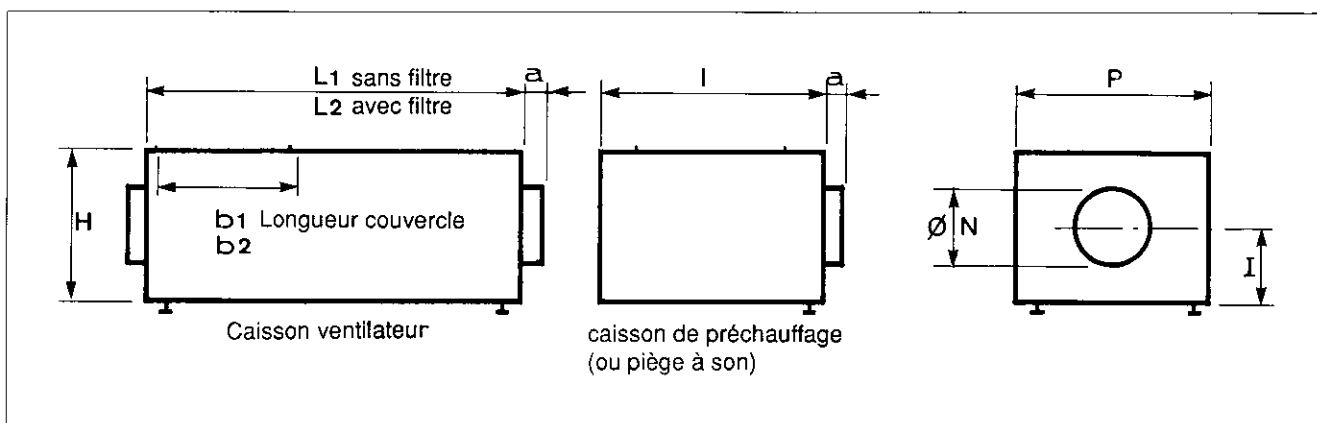 L1 sans filtre
L2 avec filtre
a
l
a
P
H
b1 Longueur couvercle
b2
Ø N
I
Caisson ventilateur
caisson de préchauffage
(ou piège à son)